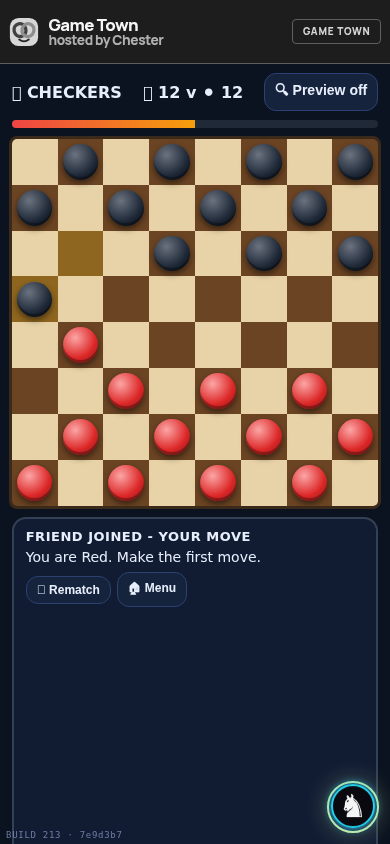 Game Town
hosted by Chester
GAME TOWN
CHECKERS
12 v ● 12
Preview off
FRIEND JOINED - YOUR MOVE
You are Red. Make the first move.
Rematch
Menu
BUILD 213 · 7e9d3b7